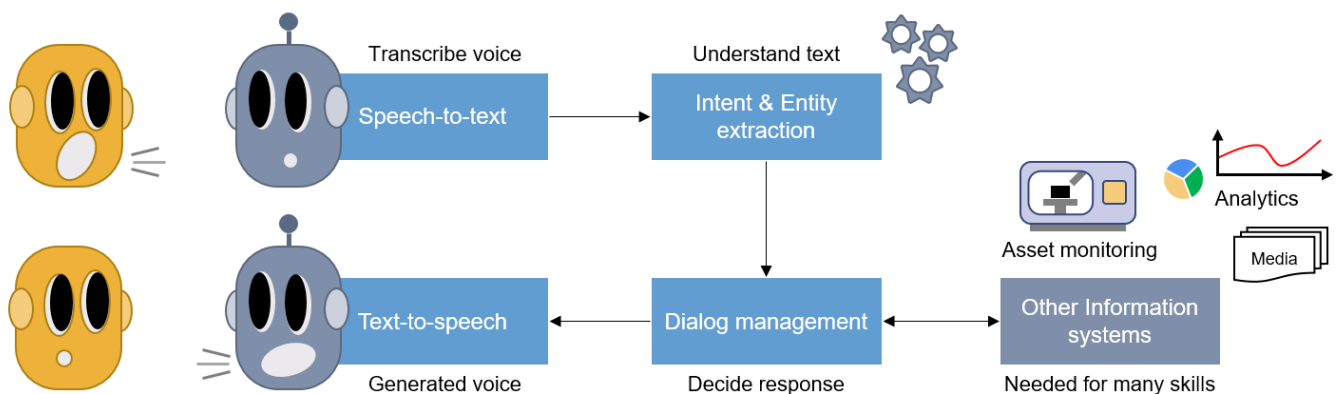 Transcribe voice
Understand text
Speech-to-text
Intent & Entity
extraction
Analytics
Asset monitoring
Media
Text-to-speech
Dialog management
Other Information
systems
Generated voice
Decide response
Needed for many skills